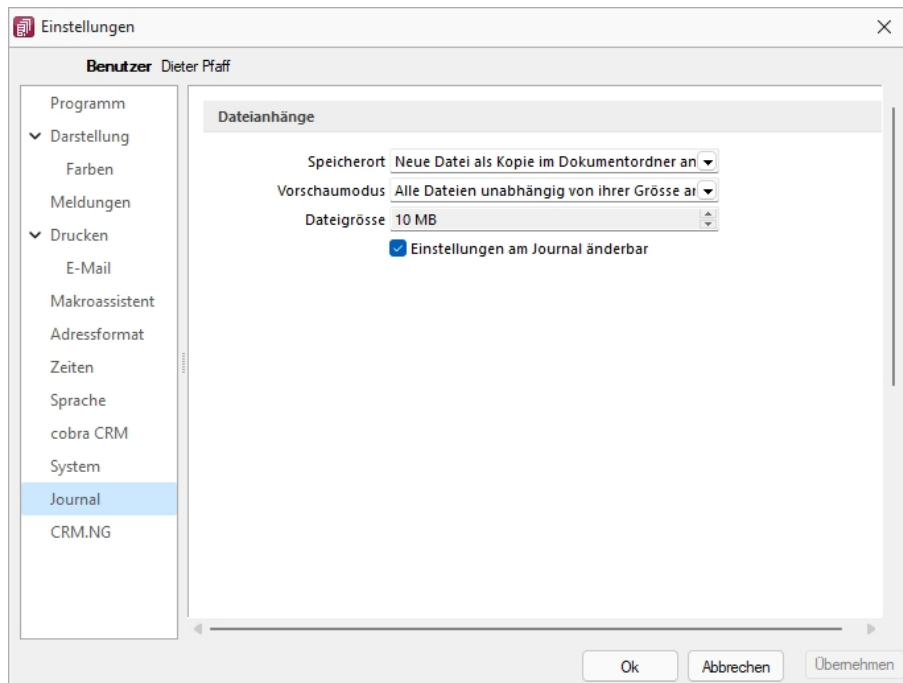 Einstellungen
Benutzer Dieter Pfaff
Programm
Darstellung
Farben
Meldungen
Drucken
E-Mail
Makroassistent
Adressformat
Zeiten
Sprache
cobra CRM
System
Journal
CRM.NG
Dateianhänge
Speicherort Neue Datei als Kopie im Dokumentordner an
Vorschaumodus Alle Dateien unabhängig von ihrer Grösse ar
Dateigrösse 10 MB
Einstellungen am Journal änderbar
Ok Abbrechen Übernehmen